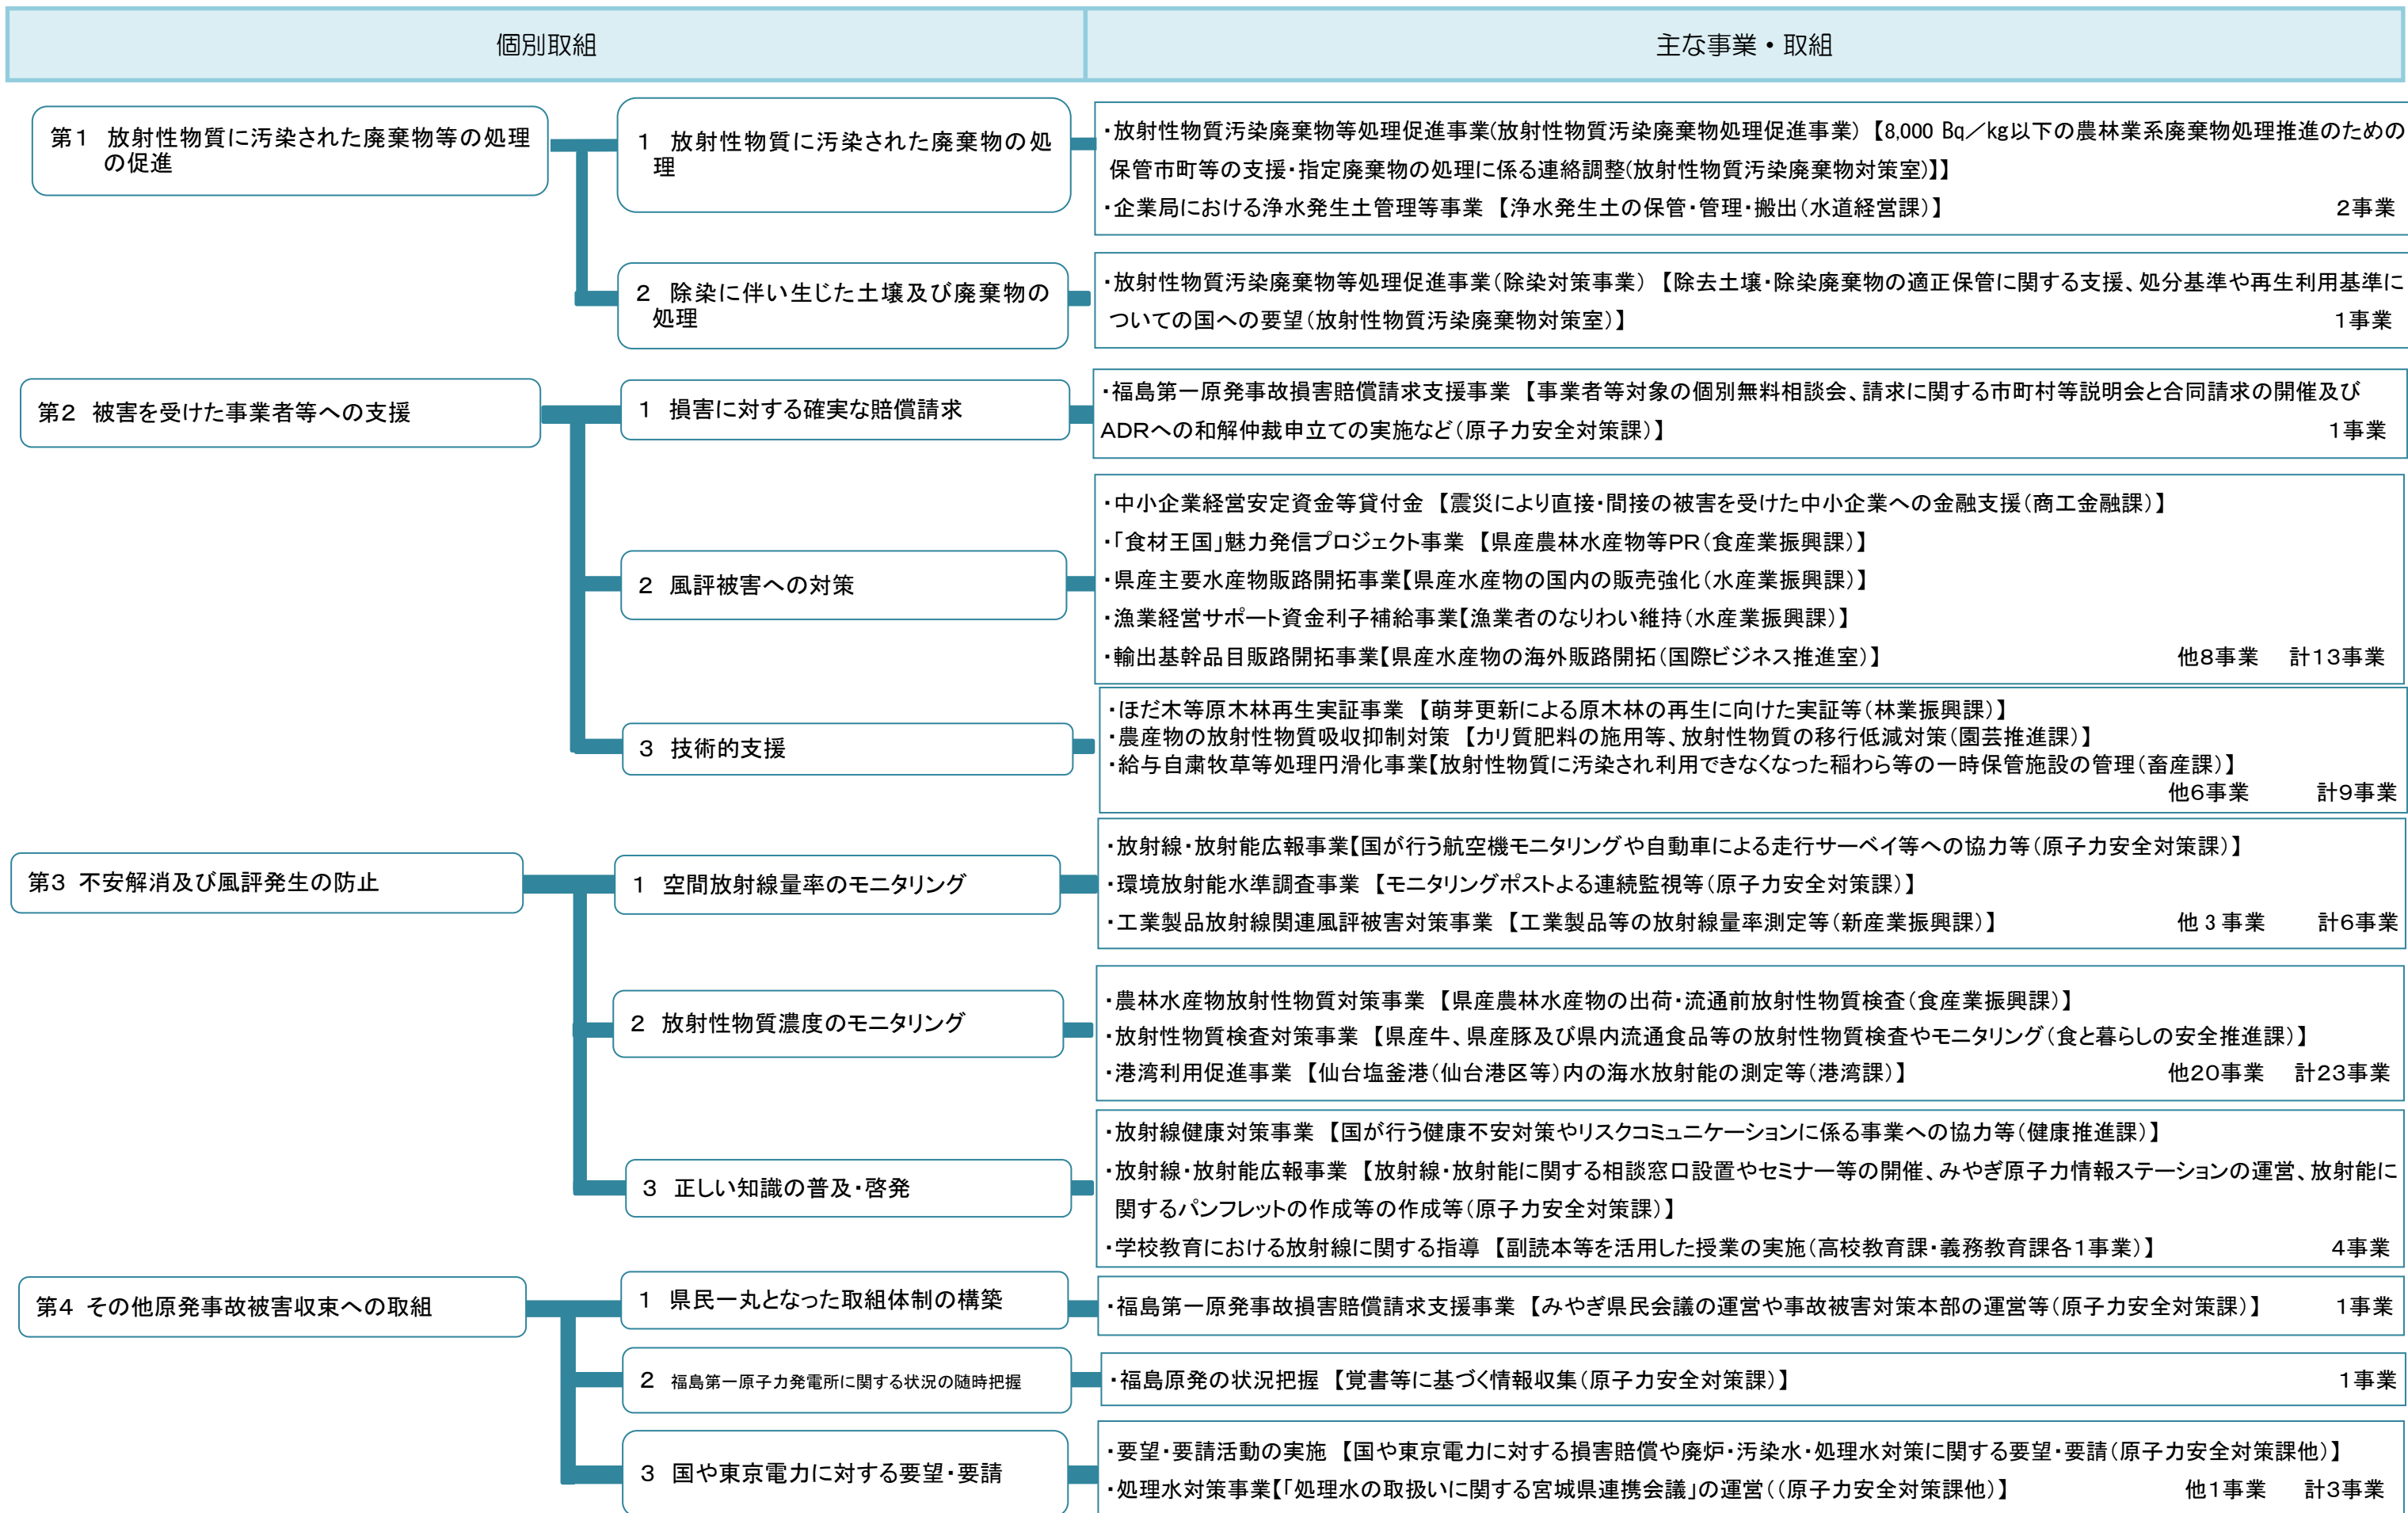 個別取組
主な事業・取組
第1 放射性物質に汚染された廃棄物等の処理
の促進
1 放射性物質に汚染された廃棄物の処
理
・放射性物質汚染廃棄物等処理促進事業(放射性物質汚染廃棄物処理促進事業) 【8,000 Bq/kg以下の農林業系廃棄物処理推進のための
保管市町等の支援・指定廃棄物の処理に係る連絡調整(放射性物質汚染廃棄物対策室)】】
・企業局における浄水発生土管理等事業 【浄水発生土の保管・管理・搬出(水道経営課)】 2事業
2 除染に伴い生じた土壌及び廃棄物の
処理
・放射性物質汚染廃棄物等処理促進事業(除染対策事業) 【除去土壌・除染廃棄物の適正保管に関する支援、処分基準や再生利用基準に
ついての国への要望(放射性物質汚染廃棄物対策室)】 1事業
第2 被害を受けた事業者等への支援
1 損害に対する確実な賠償請求
・福島第一原発事故損害賠償請求支援事業 【事業者等対象の個別無料相談会、請求に関する市町村等説明会と合同請求の開催及び
ADRへの和解仲裁申立ての実施など(原子力安全対策課)】 1事業
2 風評被害への対策
・中小企業経営安定資金等貸付金 【震災により直接・間接の被害を受けた中小企業への金融支援(商工金融課)】
・「食材王国」魅力発信プロジェクト事業 【県産農林水産物等PR(食産業振興課)】
・県産主要水産物販路開拓事業【県産水産物の国内の販売強化(水産業振興課)】
・漁業経営サポート資金利子補給事業【漁業者のなりわい維持(水産業振興課)】
・輸出基幹品目販路開拓事業【県産水産物の海外販路開拓(国際ビジネス推進室)】 他8事業 計13事業
3 技術的支援
・ほだ木等原木林再生実証事業 【萌芽更新による原木林の再生に向けた実証等(林業振興課)】
・農産物の放射性物質吸収抑制対策 【カリ質肥料の施用等、放射性物質の移行低減対策(園芸推進課)】
・給与自粛牧草等処理円滑化事業【放射性物質に汚染され利用できなくなった稲わら等の一時保管施設の管理(畜産課)】
他6事業 計9事業
第3 不安解消及び風評発生の防止
1 空間放射線量率のモニタリング
・放射線・放射能広報事業【国が行う航空機モニタリングや自動車による走行サーベイ等への協力等(原子力安全対策課)】
・環境放射能水準調査事業 【モニタリングポストよる連続監視等(原子力安全対策課)】
・工業製品放射線関連風評被害対策事業 【工業製品等の放射線量率測定等(新産業振興課)】 他3事業 計6事業
2 放射性物質濃度のモニタリング
・農林水産物放射性物質対策事業 【県産農林水産物の出荷・流通前放射性物質検査(食産業振興課)】
・放射性物質検査対策事業 【県産牛、県産豚及び県内流通食品等の放射性物質検査やモニタリング(食と暮らしの安全推進課)】
・港湾利用促進事業 【仙台塩釜港(仙台港区等)内の海水放射能の測定等(港湾課)】 他20事業 計23事業
3 正しい知識の普及・啓発
・放射線健康対策事業 【国が行う健康不安対策やリスクコミュニケーションに係る事業への協力等(健康推進課)】
・放射線・放射能広報事業 【放射線・放射能に関する相談窓口設置やセミナー等の開催、みやぎ原子力情報ステーションの運営、放射能に
関するパンフレットの作成等の作成等(原子力安全対策課)】
・学校教育における放射線に関する指導 【副読本等を活用した授業の実施(高校教育課・義務教育課各1事業)】 4事業
第4 その他原発事故被害収束への取組
1 県民一丸となった取組体制の構築
・福島第一原発事故損害賠償請求支援事業 【みやぎ県民会議の運営や事故被害対策本部の運営等(原子力安全対策課)】 1事業
2 福島第一原子力発電所に関する状況の随時把握
・福島原発の状況把握 【覚書等に基づく情報収集(原子力安全対策課)】 1事業
3 国や東京電力に対する要望・要請
・要望・要請活動の実施 【国や東京電力に対する損害賠償や廃炉・汚染水・処理水対策に関する要望・要請(原子力安全対策課他)】
・処理水対策事業【「処理水の取扱いに関する宮城県連携会議」の運営((原子力安全対策課他)】 他1事業 計3事業